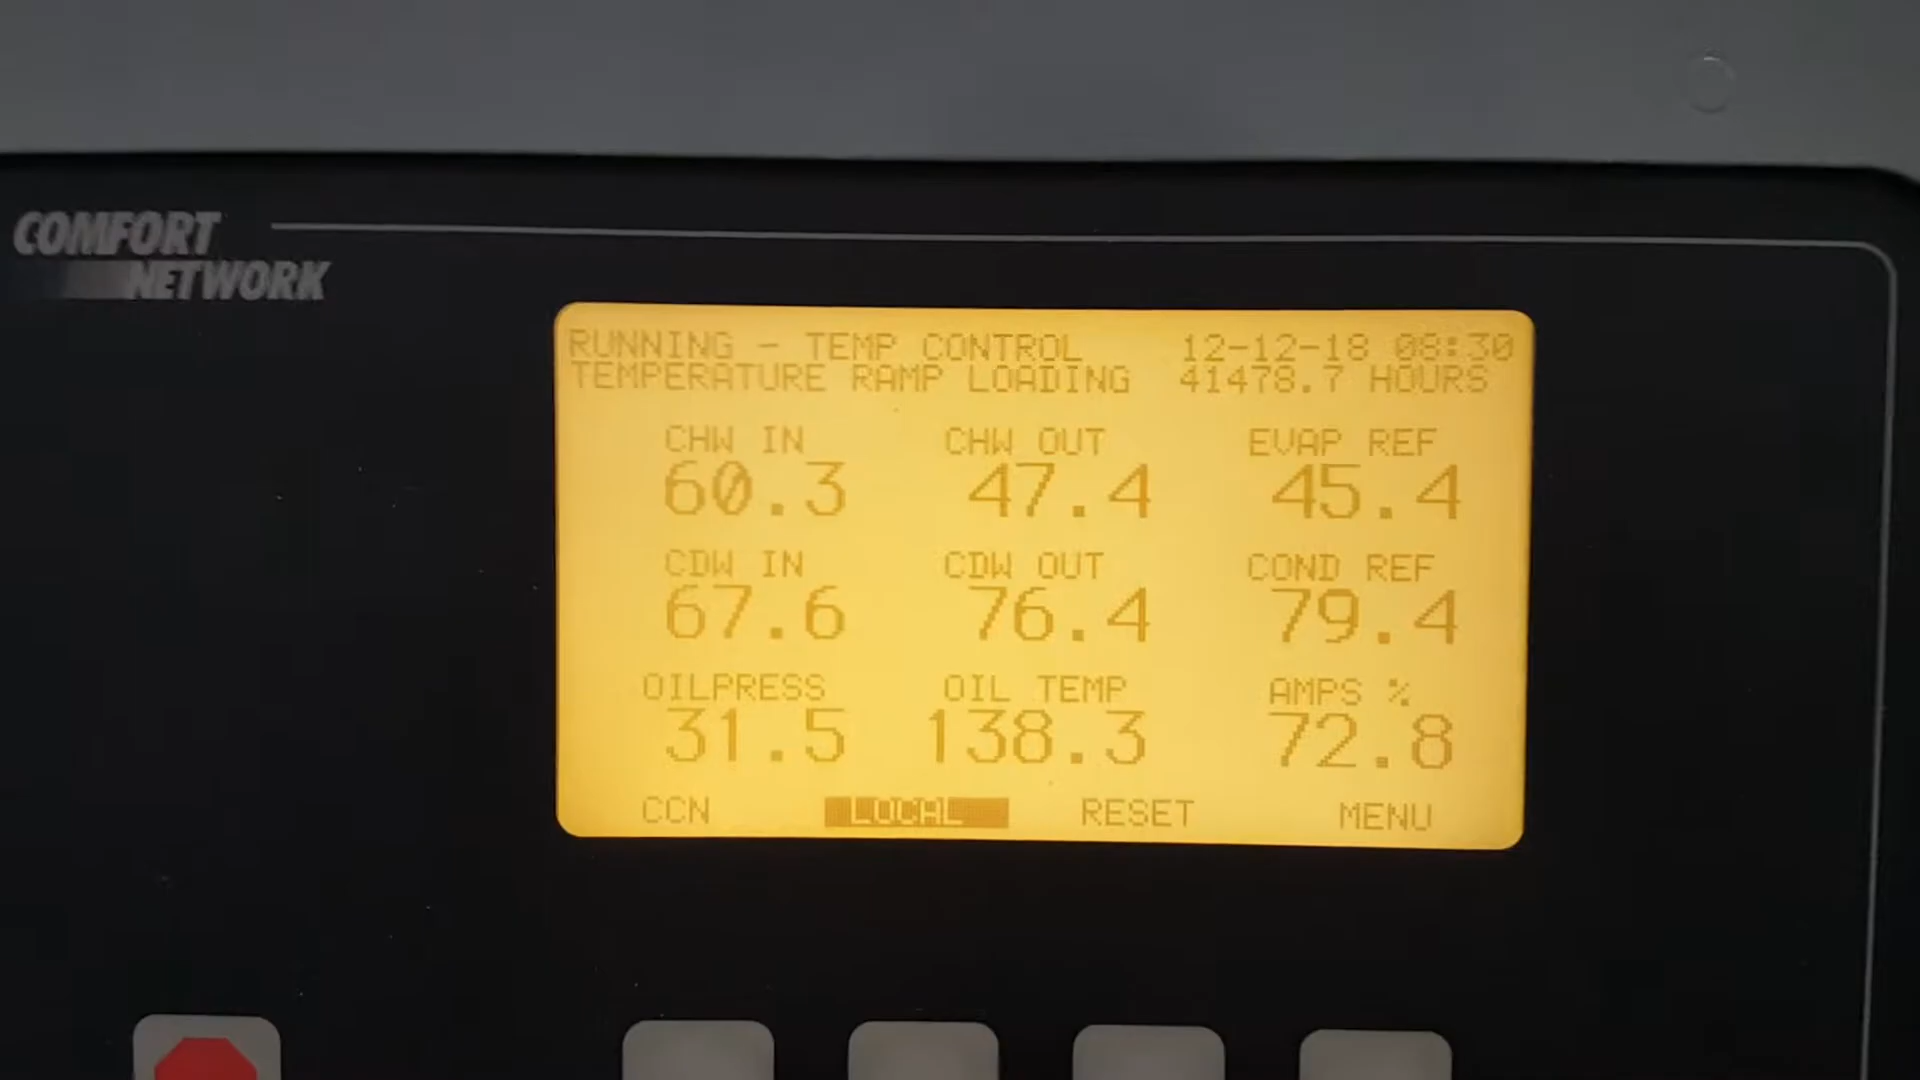 COMFORT
NETWORK
RUNNING - TEMP CONTROL 12-12-18 08:30
TEMPERATURE RAMP LOADING 41478.7 HOURS
CHW IN CHW OUT EVAP REF
60.3 47.4 45.4
CDW IN CDW OUT COND REF
67.6 76.4 79.4
OILPRESS OIL TEMP AMPS %
31.5 138.3 72.8
CCN LOCAL RESET MENU